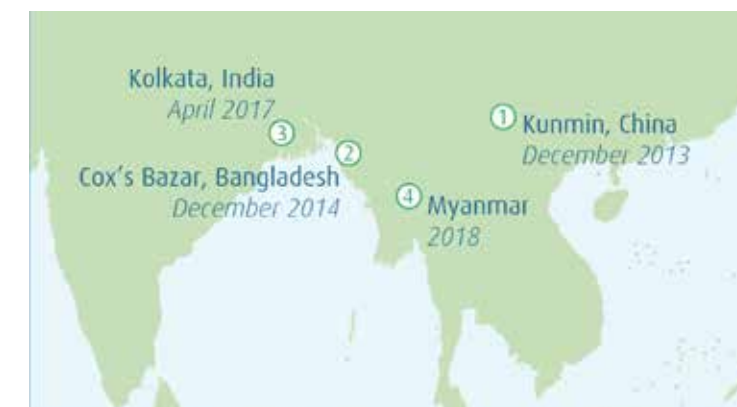 Kolkata, India
April 2017
3
1
Kunmin, China
December 2013
2
Cox's Bazar, Bangladesh
December 2014
4
Myanmar
2018